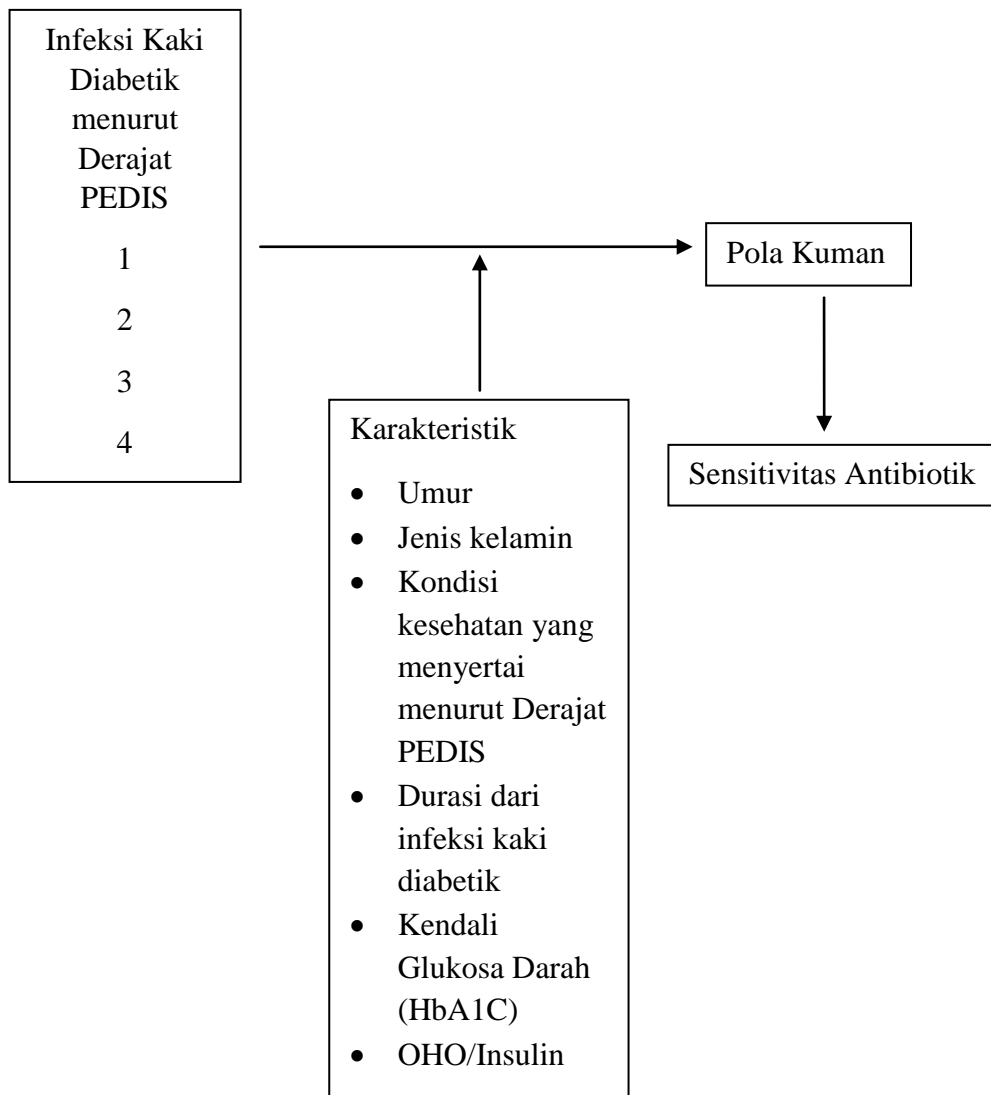 Infeksi Kaki
Diabetik
menurut
Derajat
PEDIS
1
2
3
4
Pola Kuman
Sensitivitas Antibiotik
Karakteristik
• Umur
• Jenis kelamin
• Kondisi
kesehatan yang
menyertai
menurut Derajat
PEDIS
• Durasi dari
infeksi kaki
diabetik
• Kendali
Glukosa Darah
(HbA1C)
• OHO/Insulin